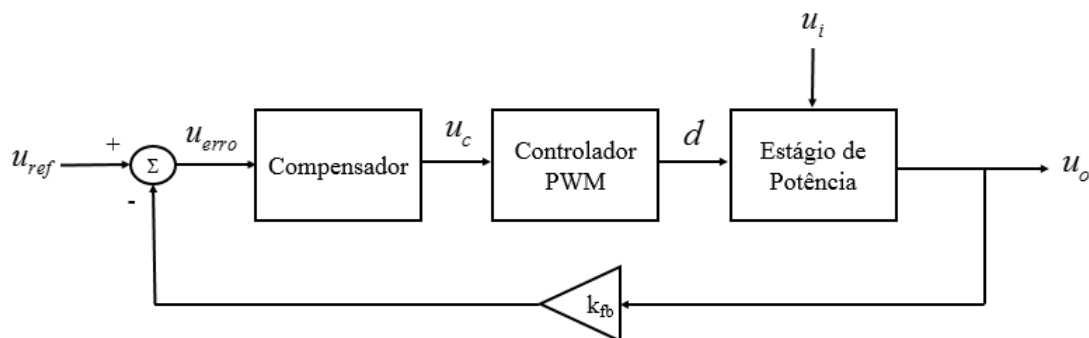 u_i
u_ref
+
Σ
-
u_erro
Compensador
u_c
Controlador
PWM
d
Estágio de
Potência
u_o
k_fb